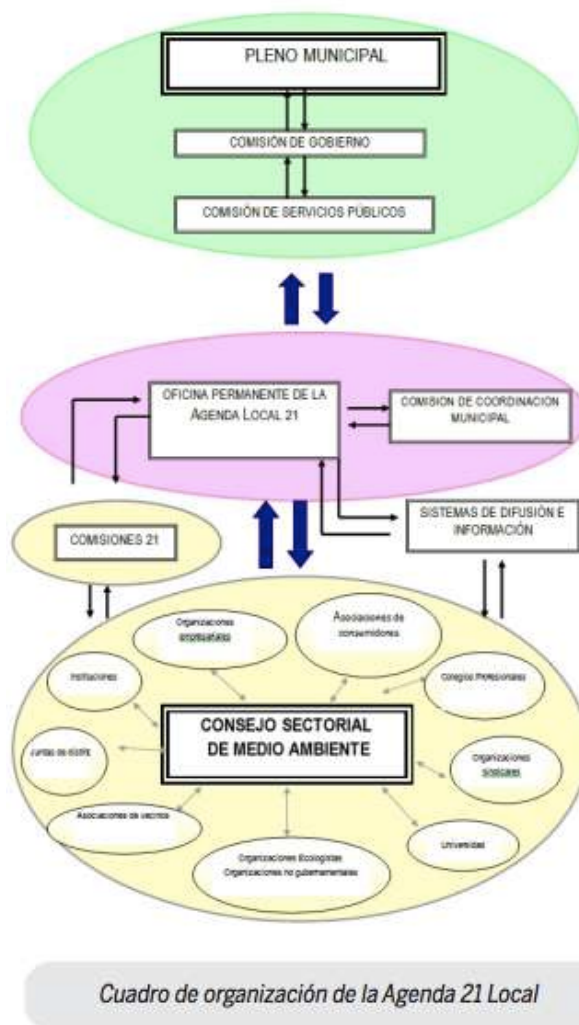 PLENO MUNICIPAL
COMISIÓN DE GOBIERNO
COMISIÓN DE SERVICIOS PÚBLICOS
OFICINA PERMANENTE DE LA
AGENDA LOCAL 21
COMISION DE COORDINACION
MUNICIPAL
SISTEMAS DE DIFUSIÓN E
INFORMACIÓN
COMISIONES 21
Organizaciones
empresariales
Asociaciones de
consumidores
Instituciones
Colegios Profesionales
CONSEJO SECTORIAL
DE MEDIO AMBIENTE
Juntas de distrit
Organizaciones
sindicales
Asociaciones de vecinos
Universidad
Organizaciones Ecologistas
Organizaciones no gubernamentales
Cuadro de organización de la Agenda 21 Local